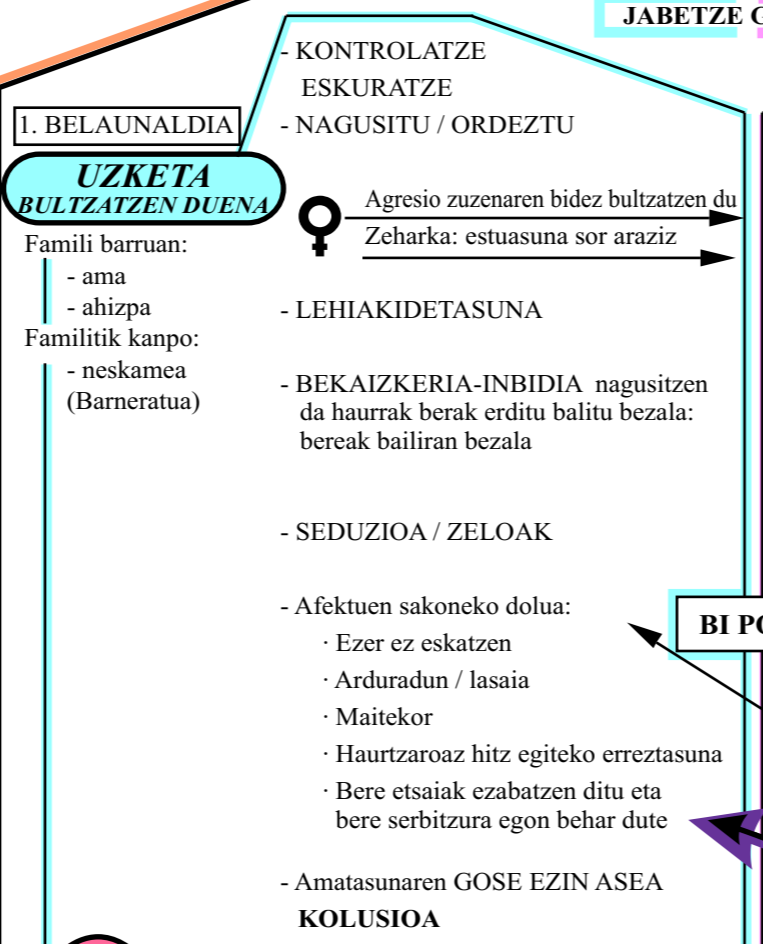 JABETZE
- KONTROLATZE
ESKURATZE
1. BELAUNALDIA
- NAGUSITU / ORDEZTU
UZKETA
BULTZATZEN DUENA
Agresio zuzenaren bidez bultzatzen du
Zeharka: estuasuna sor araziz
Famili barruan:
- ama
- ahizpa
Familitik kanpo:
- neskamea
(Barneratua)
- LEHIAKIDETASUNA
- BEKAIZKERIA-INBIDIA nagusitzen
da haurrak berak erditu balitu bezala:
bereak bailiran bezala
- SEDUZIOA / ZELOAK
- Afektuen sakoneko dolua:
· Ezer ez eskatzen
· Arduradun / lasaia
· Maitekor
· Haurtzaroaz hitz egiteko erreztasuna
· Bere etsaiak ezabatzen ditu eta
bere serbitzura egon behar dute
BI
- Amatasunaren GOSE EZIN ASEA
KOLUSIOA